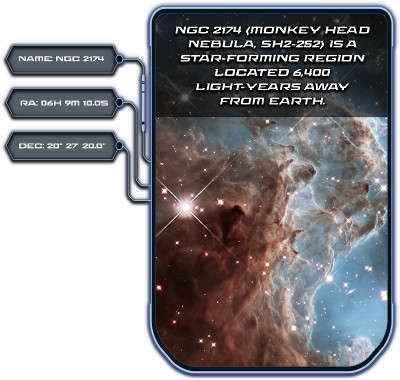 NGC 2174 (MONKEY HEAD
NEBULA, SH2-252) IS A
STAR-FORMING REGION
LOCATED 6,400
LIGHT-YEARS AWAY
FROM EARTH.
NAME: NGC 2174
RA: 06H 9M 10.0S
DEC: 20° 27' 20.0"